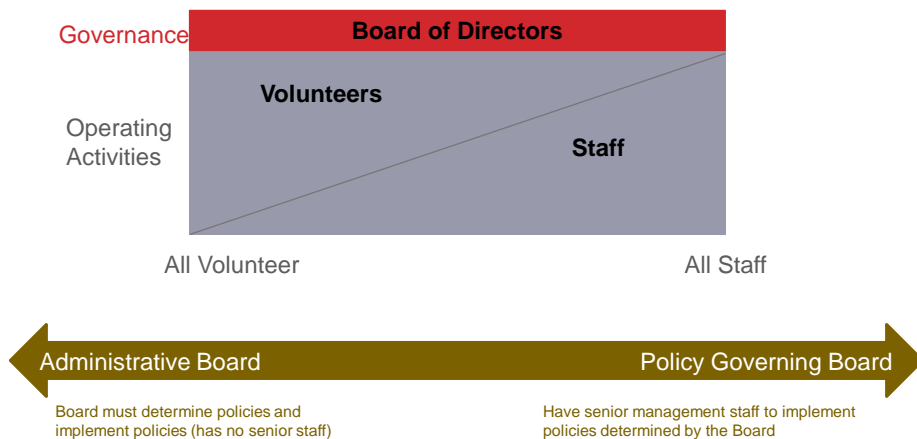 Governance
Board of Directors
Volunteers
Operating
Activities
Staff
All Volunteer
All Staff
Administrative Board
Policy Governing Board
Board must determine policies and
implement policies (has no senior staff)
Have senior management staff to implement
policies determined by the Board